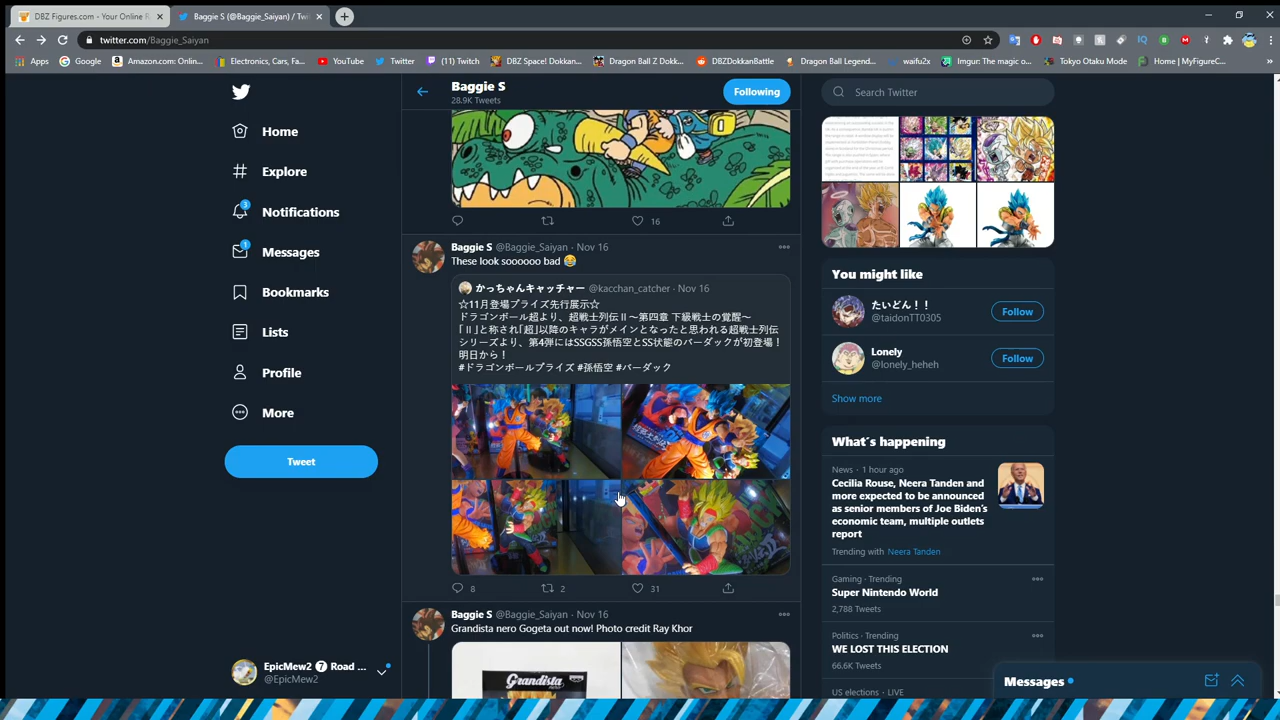 DBZ Figures.com - Your Online R
Baggie S (@Baggie_Saiyan) / Twi
twitter.com/Baggie_Saiyan
Apps
Google
Amazon.com: Onlin...
Electronics, Cars, Fa...
YouTube
Twitter
(11) Twitch
DBZ Space! Dokkan...
Dragon Ball Z Dokk...
DBZDokkanBattle
Dragon Ball Legend...
waifu2x
Imgur: The magic o...
Tokyo Otaku Mode
Home | MyFigureC...
Home
Explore
3
Notifications
1
Messages
Bookmarks
Lists
Profile
More
Tweet
EpicMew2 7 Road ...
@EpicMew2
Baggie S
28.9K Tweets
Following
16
Baggie S @Baggie_Saiyan · Nov 16
These look soooooo bad 😂
かっちゃんキャッチャー @kacchan_catcher · Nov 16
☆11月登場プライズ先行展示☆
ドラゴンボール超より、超戦士列伝Ⅱ～第四章 下級戦士の覚醒～
「Ⅱ」と称され「超」以降のキャラがメインとなったと思われる超戦士列伝
シリーズより、第4弾にはSSGSS孫悟空とSS状態のバーダックが初登場！
明日から！
#ドラゴンボールプライズ #孫悟空 #バーダック
8
2
31
Baggie S @Baggie_Saiyan · Nov 16
Grandista nero Gogeta out now! Photo credit Ray Khor
Grandista
Search Twitter
You might like
たいどん！！
@taidonTT0305
Follow
Lonely
@lonely_heheh
Follow
Show more
What's happening
News · 1 hour ago
Cecilia Rouse, Neera Tanden and
more expected to be announced
as senior members of Joe Biden's
economic team, multiple outlets
report
Trending with Neera Tanden
Gaming · Trending
Super Nintendo World
2,788 Tweets
Politics · Trending
WE LOST THIS ELECTION
66.6K Tweets
US elections · LIVE
Messages